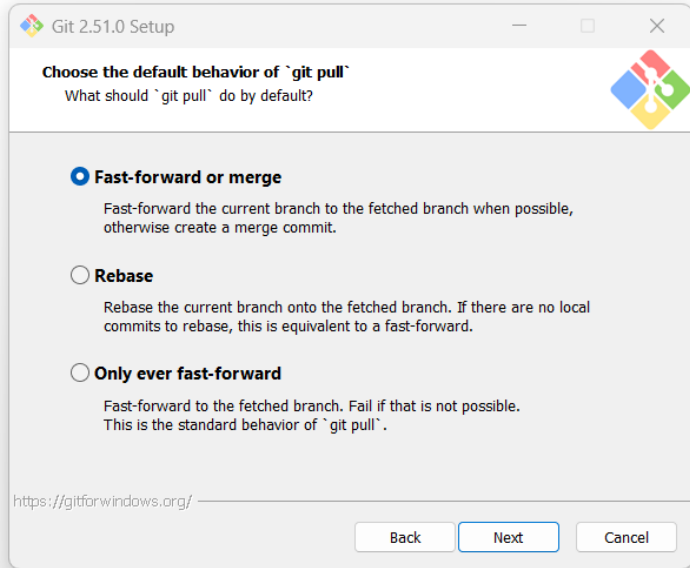 Git 2.51.0 Setup
Choose the default behavior of `git pull`
What should `git pull` do by default?
Fast-forward or merge
Fast-forward the current branch to the fetched branch when possible,
otherwise create a merge commit.
Rebase
Rebase the current branch onto the fetched branch. If there are no local
commits to rebase, this is equivalent to a fast-forward.
Only ever fast-forward
Fast-forward to the fetched branch. Fail if that is not possible.
This is the standard behavior of `git pull`.
https://gitforwindows.org/
Back
Next
Cancel